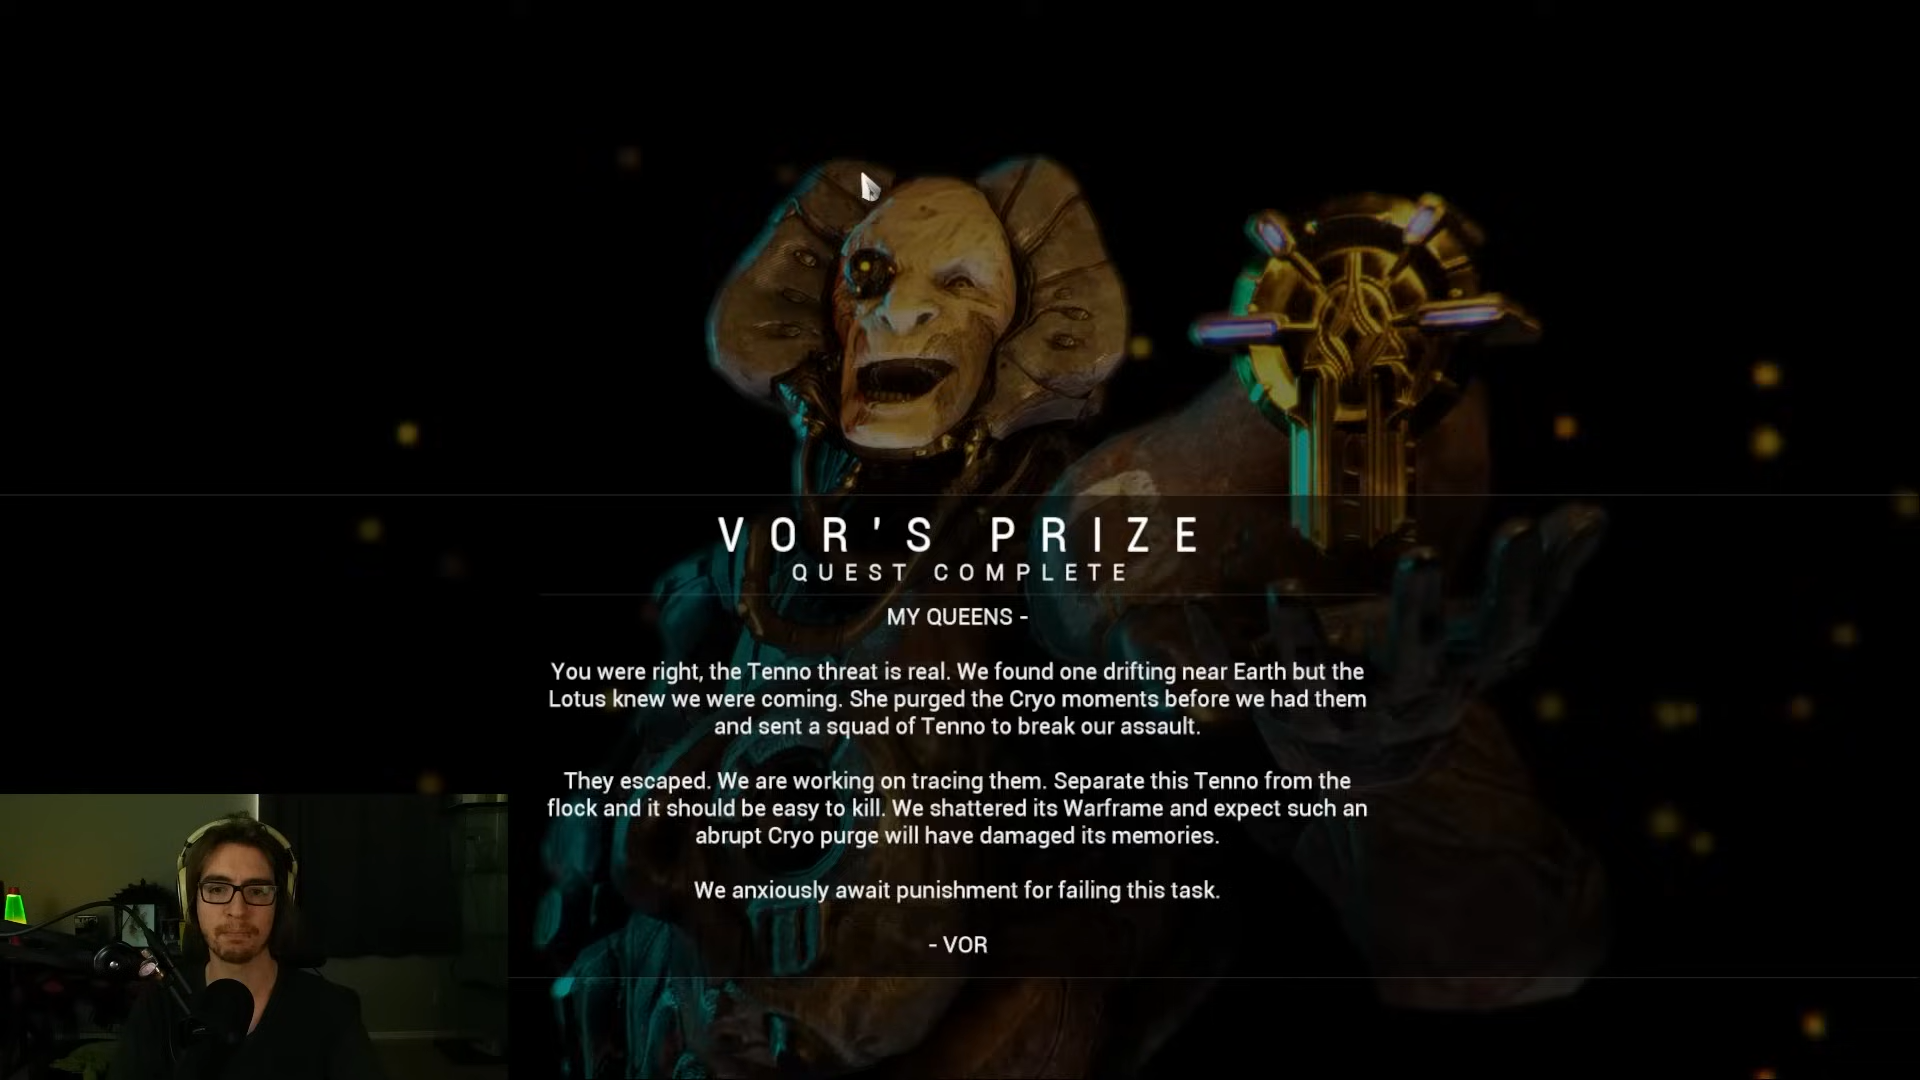 VOR'S PRIZE
QUEST COMPLETE
MY QUEENS -
You were right, the Tenno threat is real. We found one drifting near Earth but the
Lotus knew we were coming. She purged the Cryo moments before we had them
and sent a squad of Tenno to break our assault.
They escaped. We are working on tracing them. Separate this Tenno from the
flock and it should be easy to kill. We shattered its Warframe and expect such an
abrupt Cryo purge will have damaged its memories.
We anxiously await punishment for failing this task.
- VOR